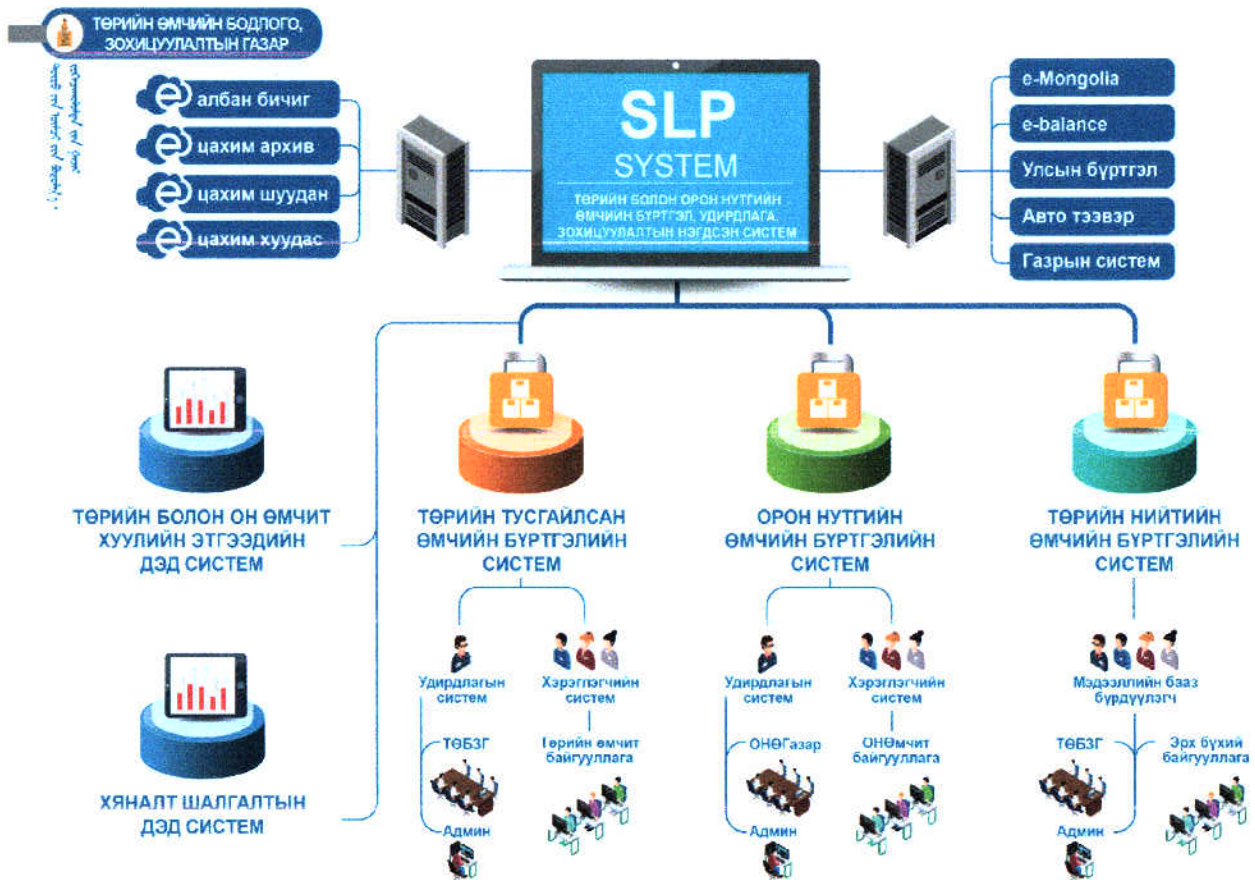 ТӨРИЙН ӨМЧИЙН БОДЛОГО,
ЗОХИЦУУЛАЛТЫН ГАЗАР
албан бичиг
цахим архив
цахим шуудан
цахим хуудас
SLP
SYSTEM
ТӨРИЙН БОЛОН ОРОН НУТГИЙН
ӨМЧИЙН БҮРТГЭЛ, УДИРДЛАГА,
ЗОХИЦУУЛАЛТЫН НЭГДСЭН СИСТЕМ
e-Mongolia
e-balance
Улсын бүртгэл
Авто тээвэр
Газрын систем
ТӨРИЙН БОЛОН ОН ӨМЧИТ
ХУУЛИЙН ЭТГЭЭДИЙН
ДЭД СИСТЕМ
ХЯНАЛТ ШАЛГАЛТЫН
ДЭД СИСТЕМ
ТӨРИЙН ТУСГАЙЛСАН
ӨМЧИЙН БҮРТГЭЛИЙН
СИСТЕМ
Удирдлагын
систем
ТӨБЗГ
Админ
Хэрэглэгчийн
систем
Төрийн өмчит
байгууллага
ОРОН НУТГИЙН
ӨМЧИЙН БҮРТГЭЛИЙН
СИСТЕМ
Удирдлагын
систем
ОНӨГазар
Админ
Хэрэглэгчийн
систем
ОНӨмчит
байгууллага
ТӨРИЙН НИЙТИЙН
ӨМЧИЙН БҮРТГЭЛИЙН
СИСТЕМ
Мэдээллийн бааз
бүрдүүлэгч
ТӨБЗГ
Админ
Эрх бүхий
байгууллага